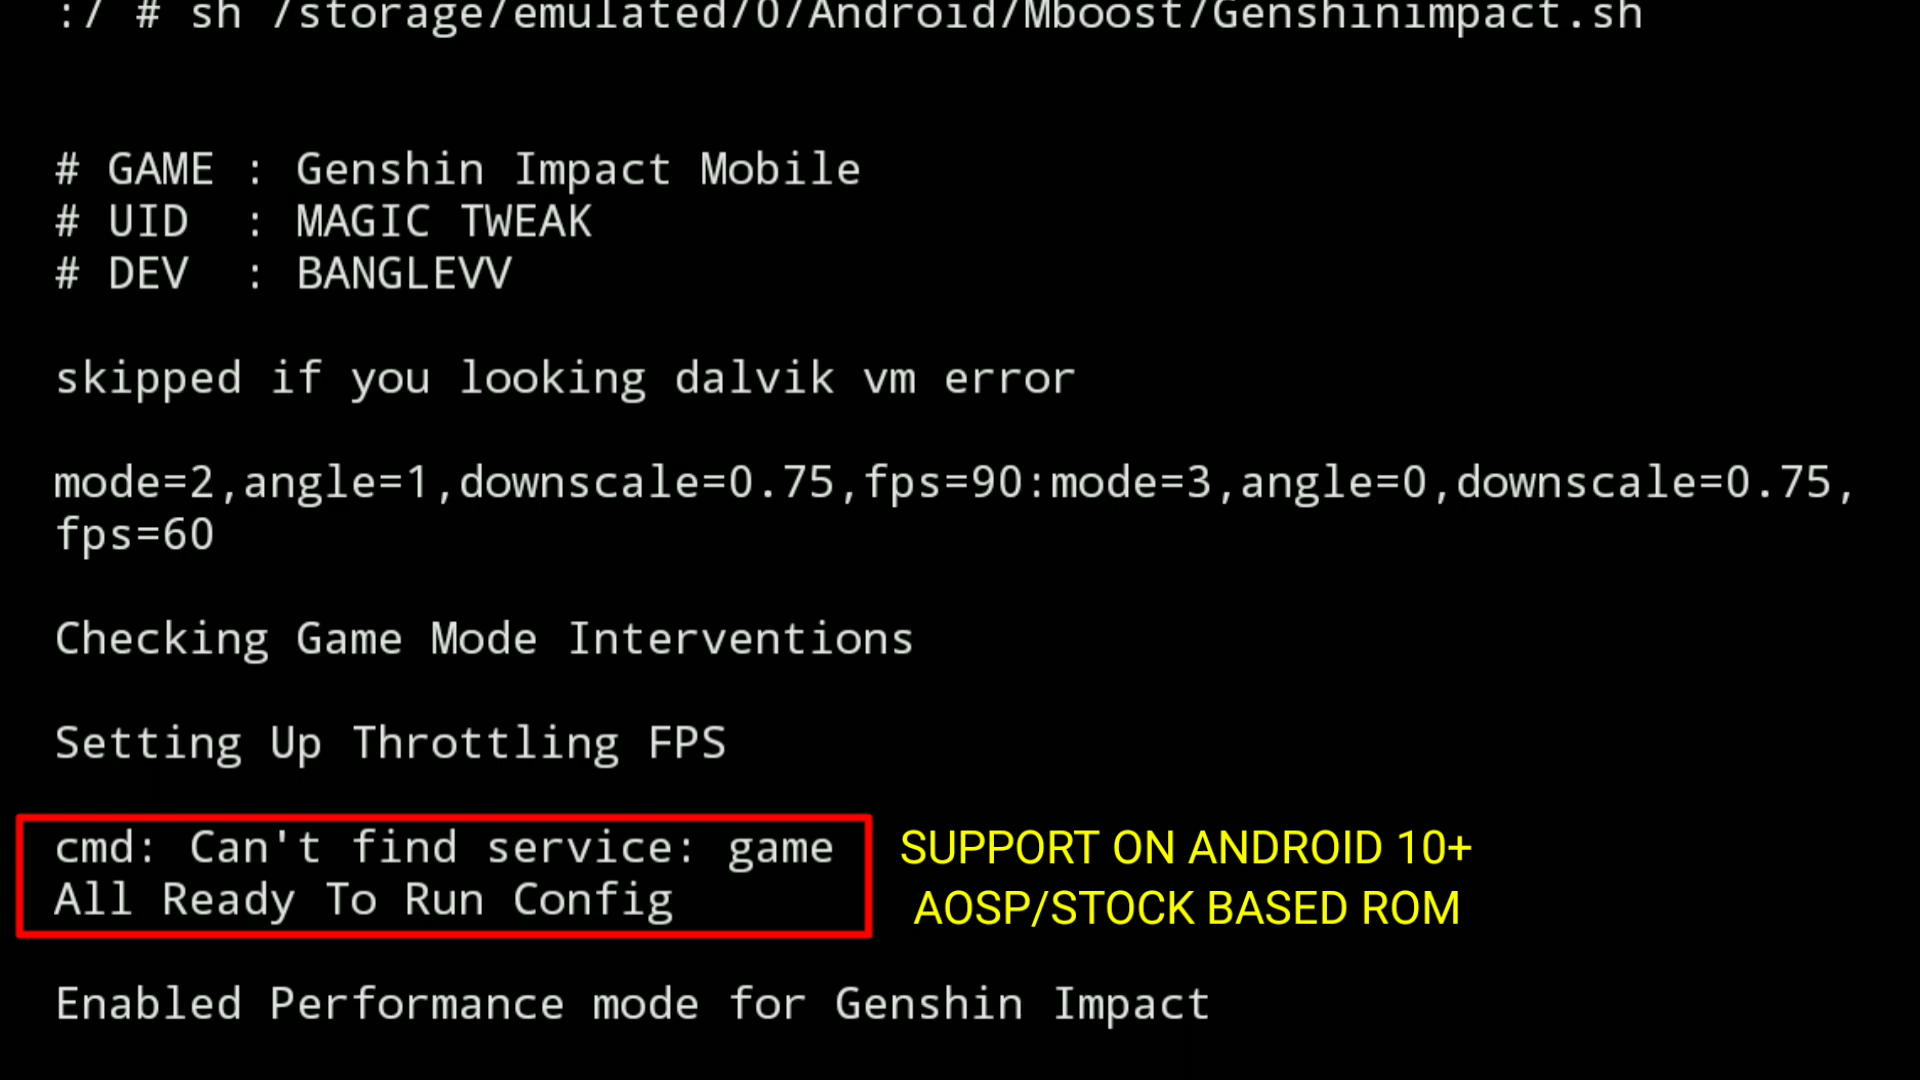 :/ # sh /storage/emulated/0/Android/Mboost/Genshinimpact.sh
# GAME : Genshin Impact Mobile
# UID  : MAGIC TWEAK
# DEV  : BANGLEVV
skipped if you looking dalvik vm error
mode=2,angle=1,downscale=0.75,fps=90:mode=3,angle=0,downscale=0.75,
fps=60
Checking Game Mode Interventions
Setting Up Throttling FPS
cmd: Can't find service: game
All Ready To Run Config
SUPPORT ON ANDROID 10+
AOSP/STOCK BASED ROM
Enabled Performance mode for Genshin Impact